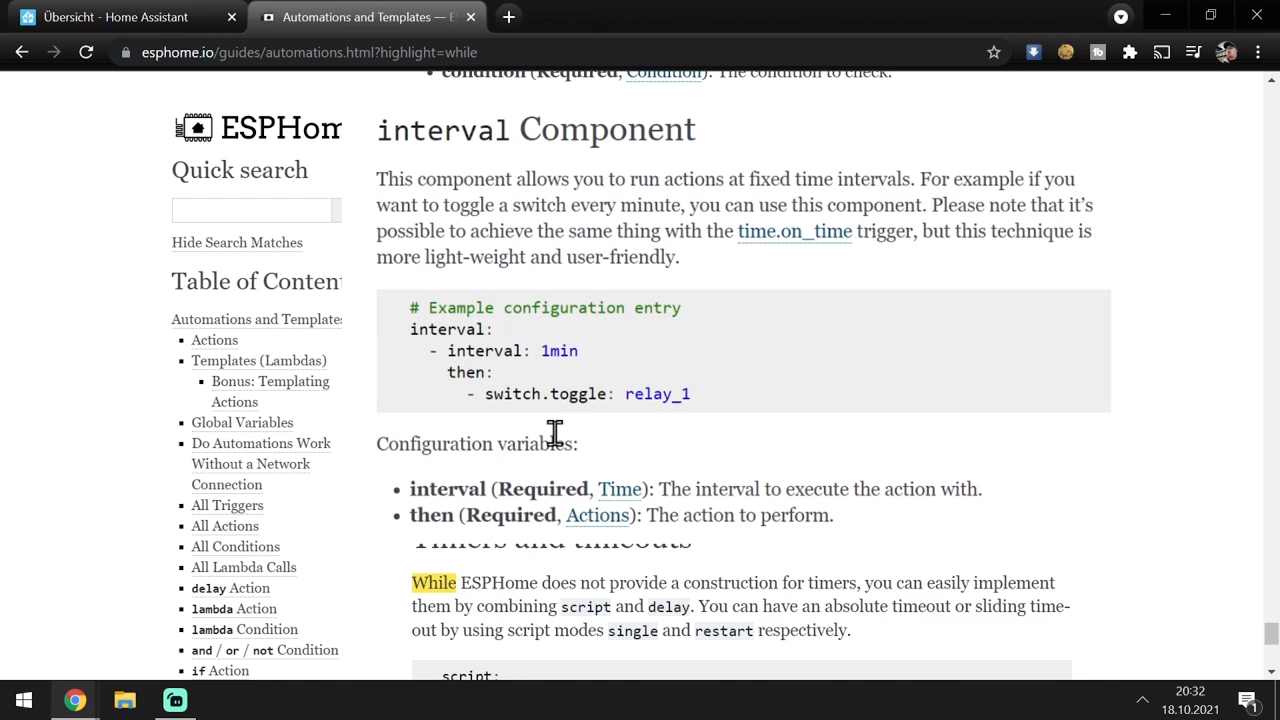 Übersicht - Home Assistant
Automations and Templates — E
esphome.io/guides/automations.html?highlight=while
condition (Required, Condition): The condition to check.
ESPHom
Quick search
Hide Search Matches
Table of Content
Automations and Templates
Actions
Templates (Lambdas)
Bonus: Templating
Actions
Global Variables
Do Automations Work
Without a Network
Connection
All Triggers
All Actions
All Conditions
All Lambda Calls
delay Action
lambda Action
lambda Condition
and / or / not Condition
if Action
interval Component
This component allows you to run actions at fixed time intervals. For example if you
want to toggle a switch every minute, you can use this component. Please note that it’s
possible to achieve the same thing with the time.on_time trigger, but this technique is
more light-weight and user-friendly.
# Example configuration entry
interval:
- interval: 1min
then:
- switch.toggle: relay_1
Configuration variables:
interval (Required, Time): The interval to execute the action with.
then (Required, Actions): The action to perform.
Timers and timeouts
While ESPHome does not provide a construction for timers, you can easily implement
them by combining script and delay. You can have an absolute timeout or sliding time-
out by using script modes single and restart respectively.
script:
20:32
18.10.2021
1